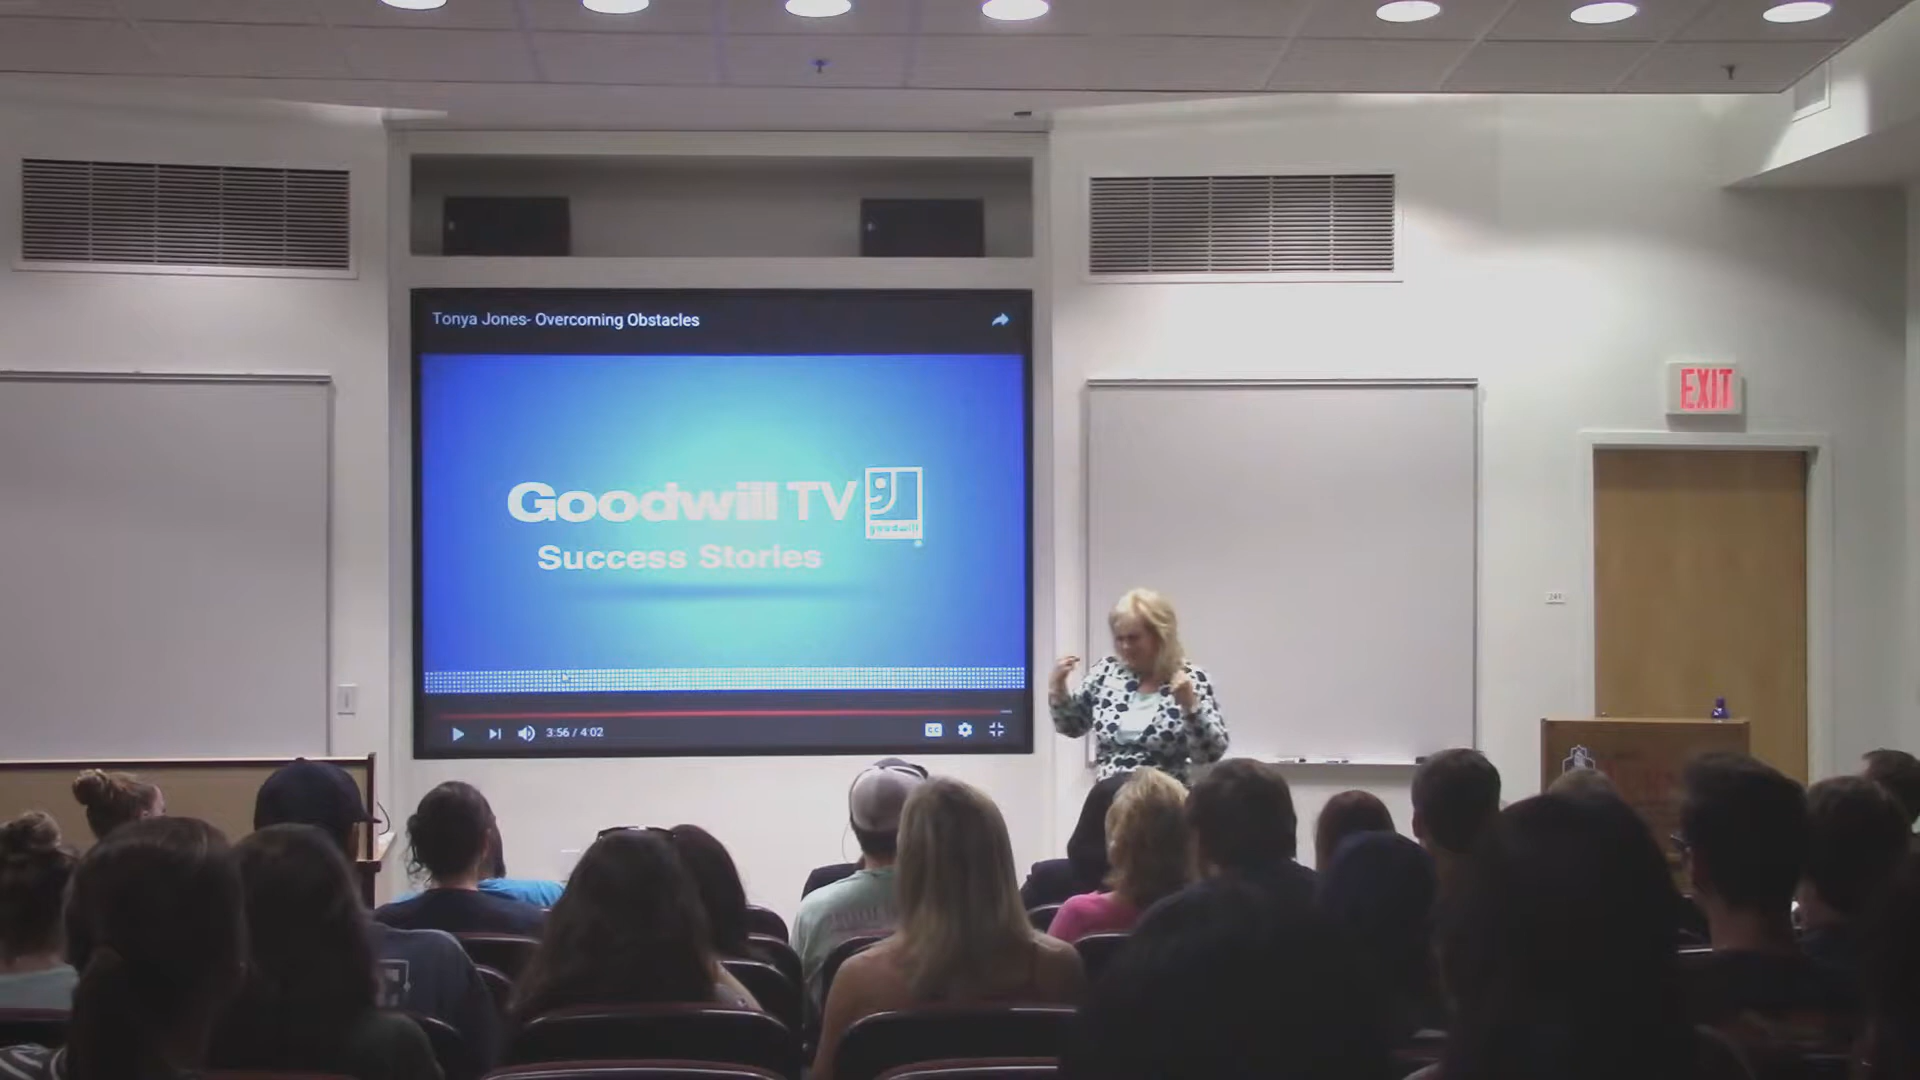 Tonya Jones- Overcoming Obstacles
Goodwill TV
goodwill
Success Stories
3:56 / 4:02
CC
EXIT